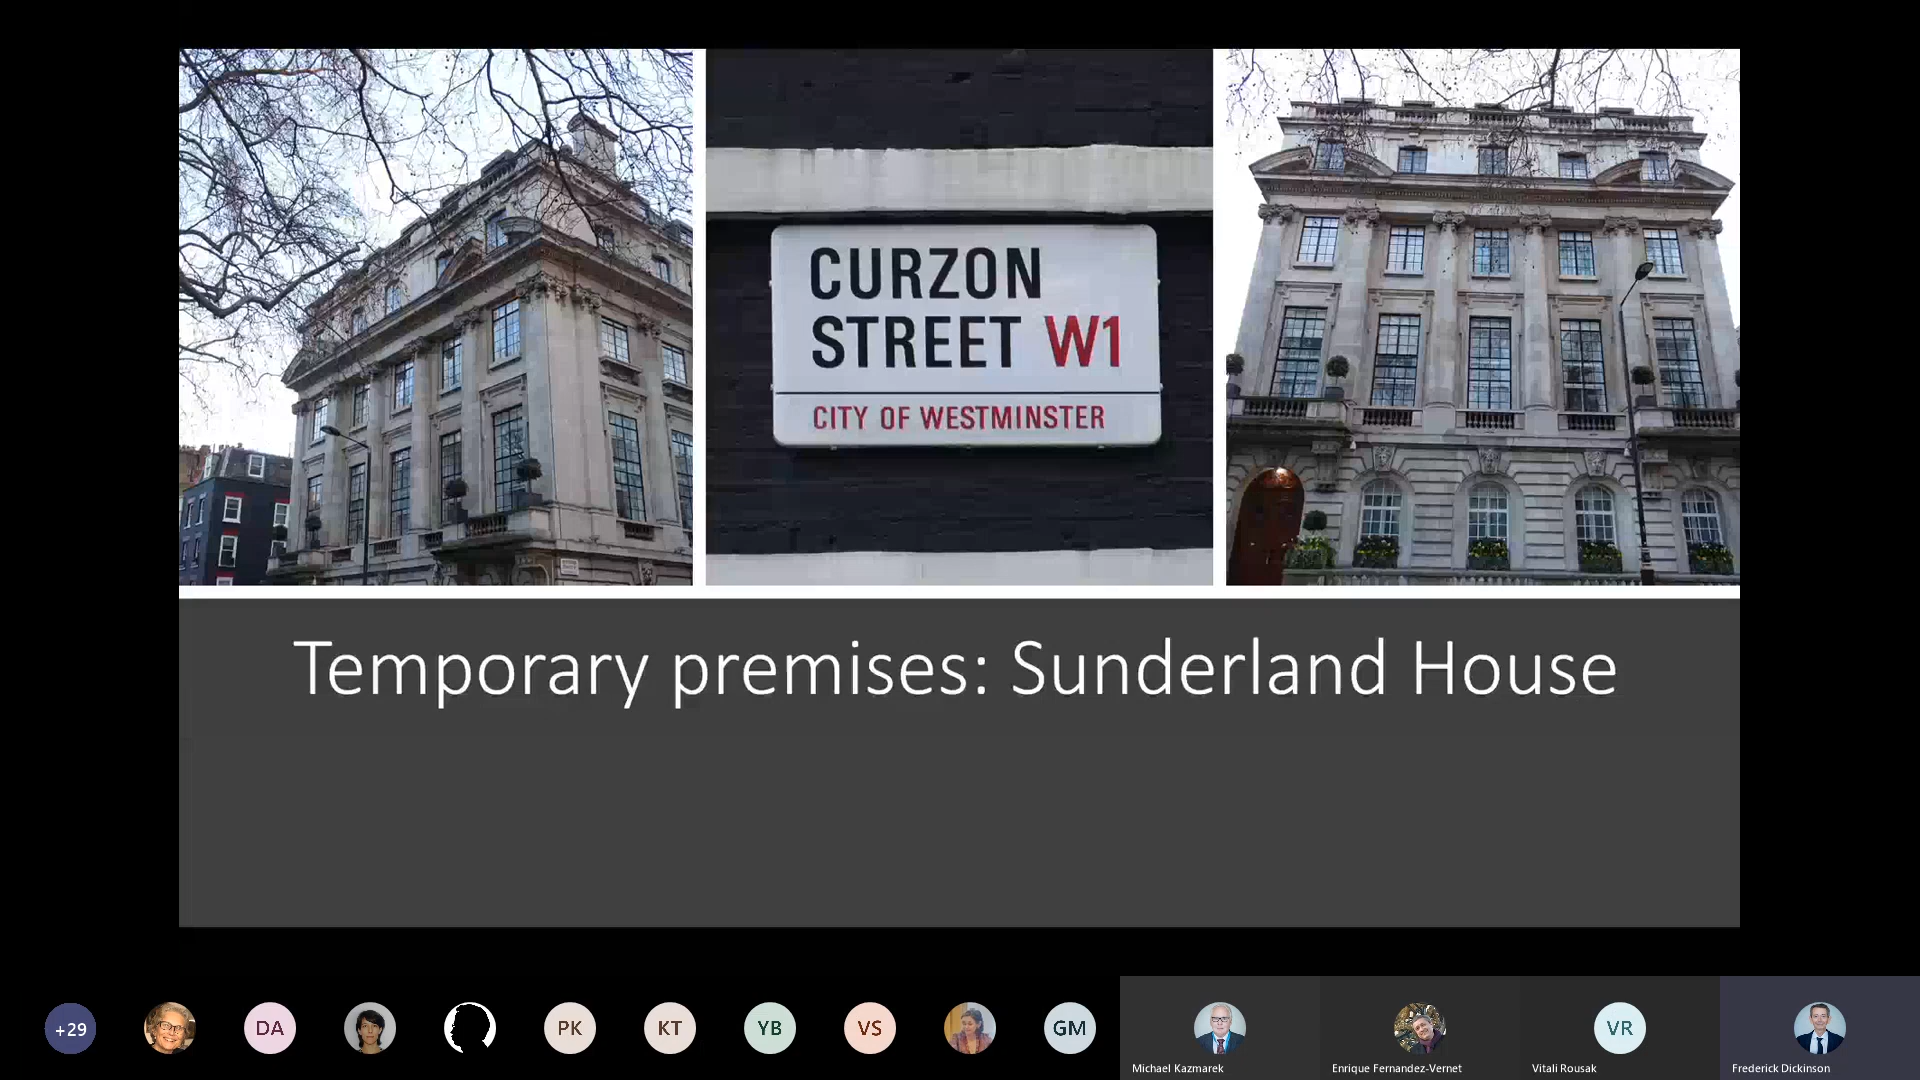 CURZON
STREET W1
CITY OF WESTMINSTER
Temporary premises: Sunderland House
+29
DA
PK
KT
YB
VS
GM
VR
Michael Kazmarek
Enrique Fernandez-Vernet
Vitali Rousak
Frederick Dickinson